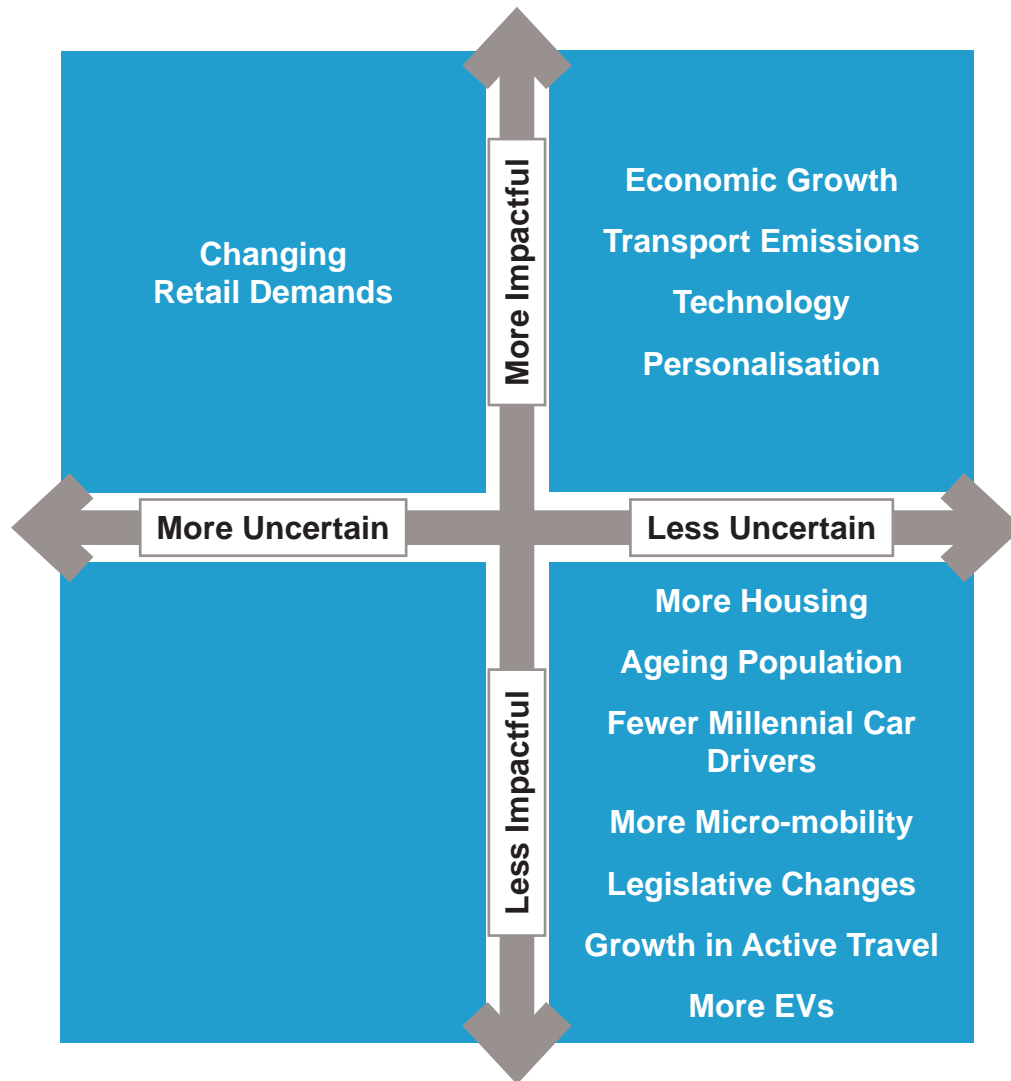 More Impactful
Changing
Retail Demands
Economic Growth
Transport Emissions
Technology
Personalisation
More Uncertain
Less Uncertain
Less Impactful
More Housing
Ageing Population
Fewer Millennial Car
Drivers
More Micro-mobility
Legislative Changes
Growth in Active Travel
More EVs